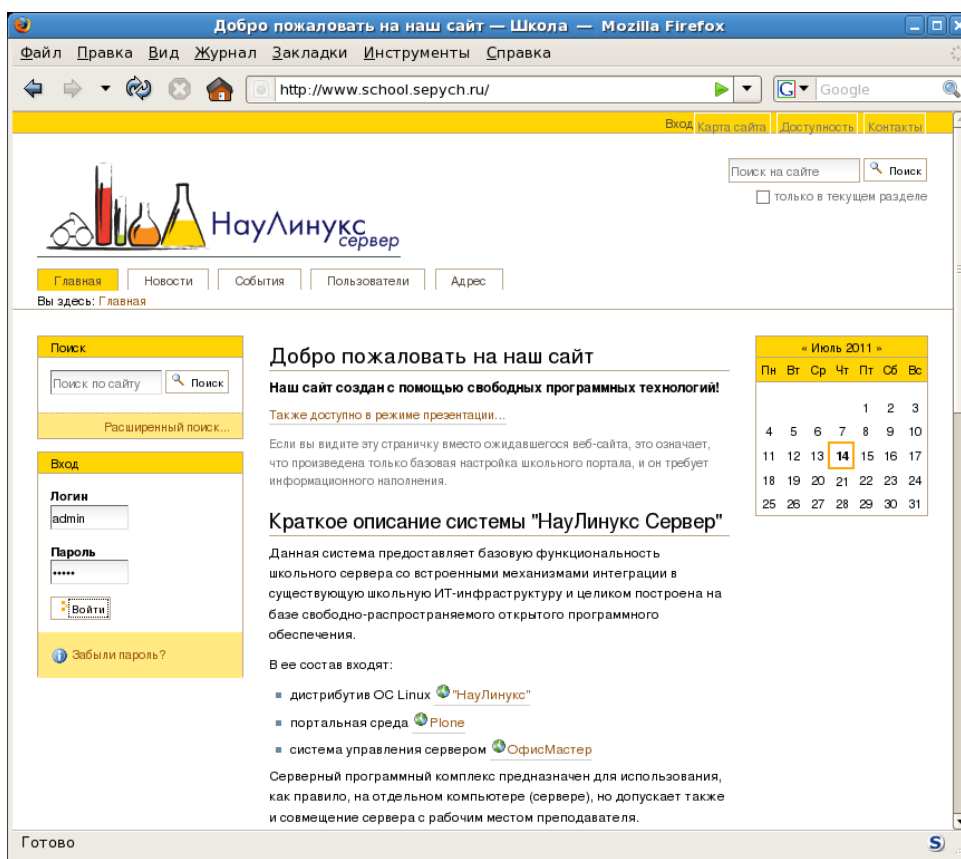 Добро пожаловать на наш сайт — Школа — Mozilla Firefox
Файл Правка Вид Журнал Закладки Инструменты Справка
http://www.school.sepych.ru/ G Google
Вход Карта сайта Доступность Контакты
Поиск на сайте Поиск
только в текущем разделе
НауЛинукс
сервер
Главная Новости События Пользователи Адрес
Вы здесь: Главная
Поиск
Поиск по сайту Поиск
Расширенный поиск...
Вход
Логин
admin
Пароль
•••••
Войти
Забыли пароль?
Добро пожаловать на наш сайт
Наш сайт создан с помощью свободных программных технологий!
Также доступно в режиме презентации...
Если вы видите эту страничку вместо ожидавшегося веб-сайта, это означает,
что произведена только базовая настройка школьного портала, и он требует
информационного наполнения.
Краткое описание системы "НауЛинукс Сервер"
Данная система предоставляет базовую функциональность
школьного сервера со встроенными механизмами интеграции в
существующую школьную ИТ-инфраструктуру и целиком построена на
базе свободно-распространяемого открытого программного
обеспечения.
В ее состав входят:
дистрибутив ОС Linux "НауЛинукс"
портальная среда Plone
система управления сервером ОфисМастер
Серверный программный комплекс предназначен для использования,
как правило, на отдельном компьютере (сервере), но допускает также
и совмещение сервера с рабочим местом преподавателя.
« Июль 2011 »
Пн Вт Ср Чт Пт Сб Вс
1 2 3
4 5 6 7 8 9 10
11 12 13 14 15 16 17
18 19 20 21 22 23 24
25 26 27 28 29 30 31
Готово S